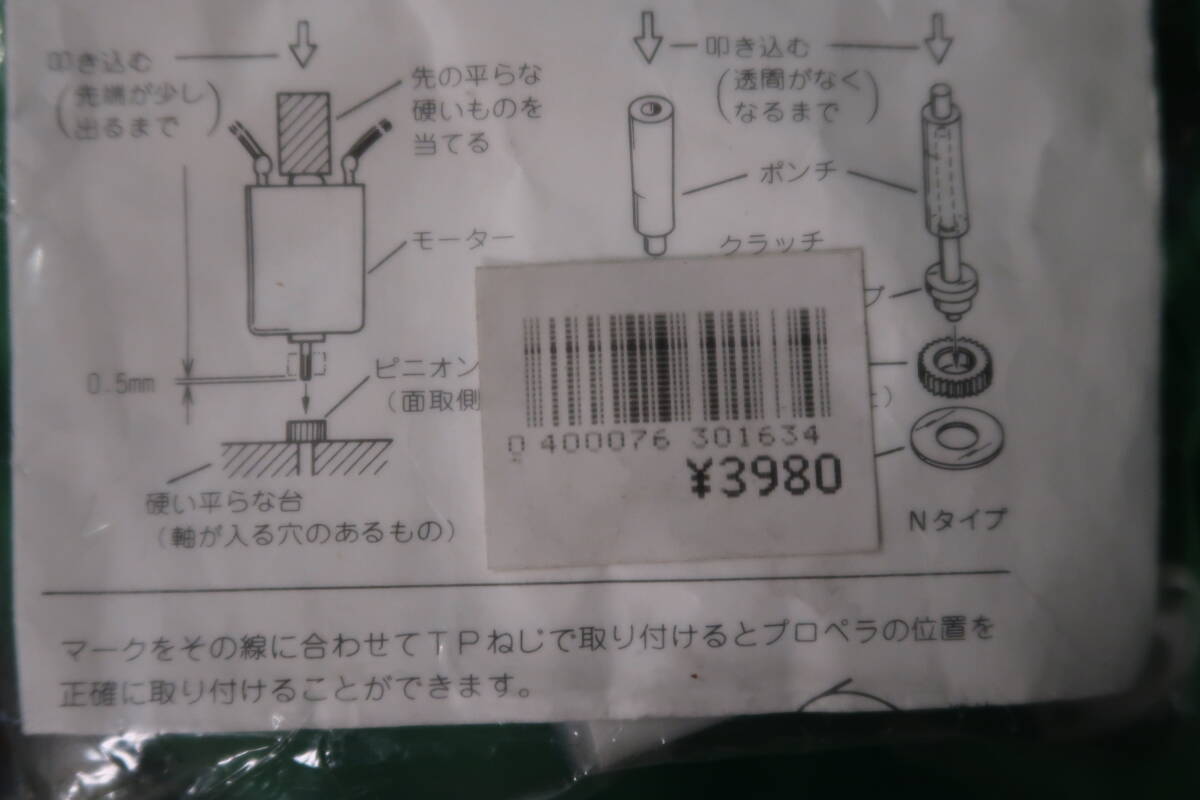 叩き込む
(先端が少し
出るまで)
先の平らな
硬いものを
当てる
モーター
0.5mm
ピニオン
(面取側
硬い平らな台
(軸が入る穴のあるもの)
叩き込む
(透間がなく
なるまで)
ポンチ
クラッチ
プ
)
Nタイプ
0 400076 301634
¥3980
マークをその線に合わせてTPねじで取り付けるとプロペラの位置を
正確に取り付けることができます。